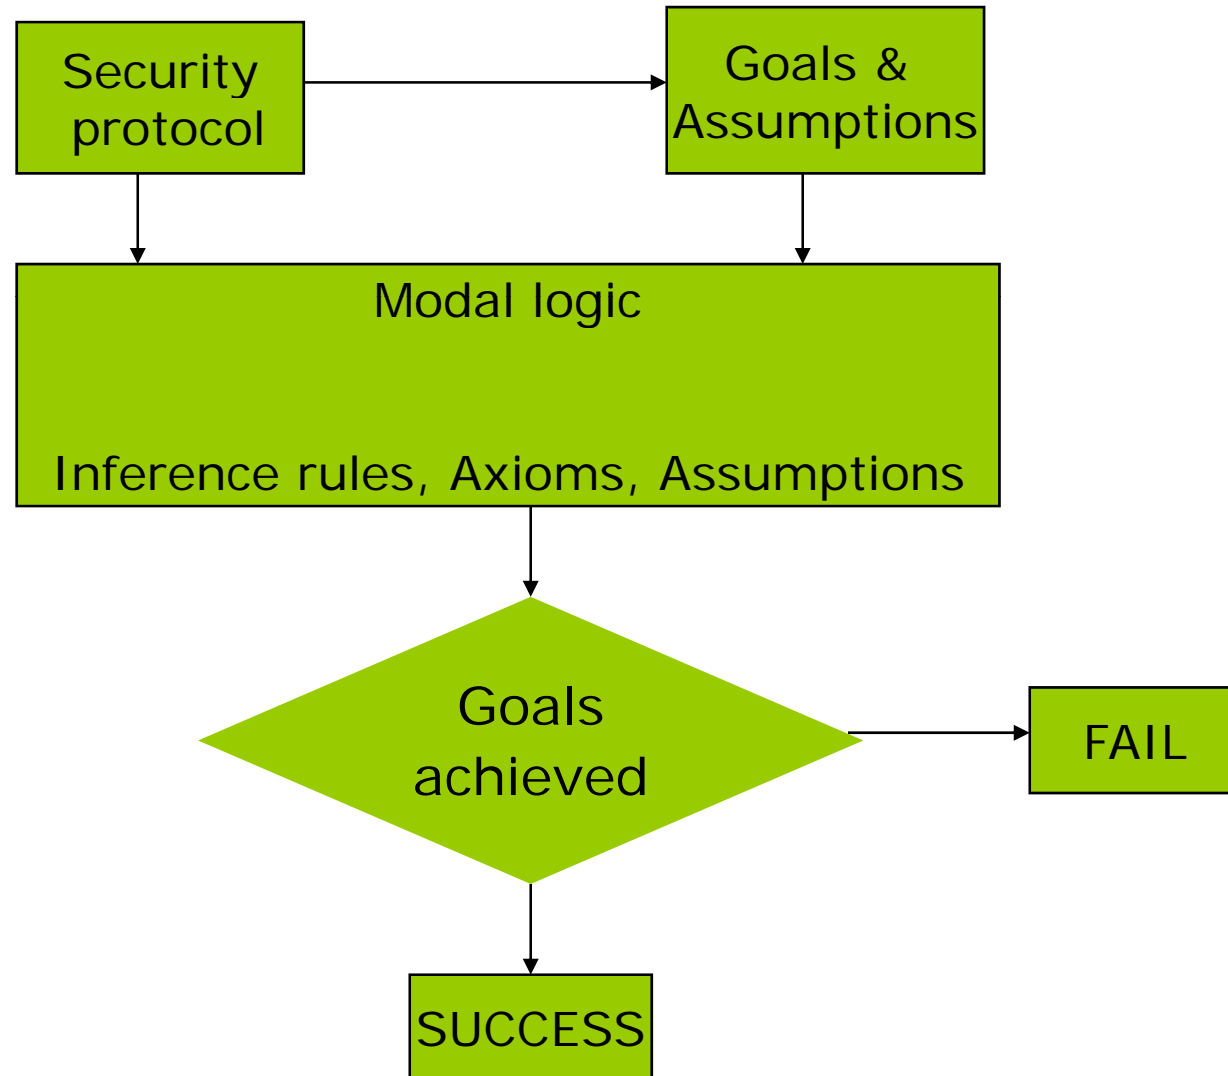 Security
protocol
Goals &
Assumptions
Modal logic
Inference rules, Axioms, Assumptions
Goals
achieved
FAIL
SUCCESS